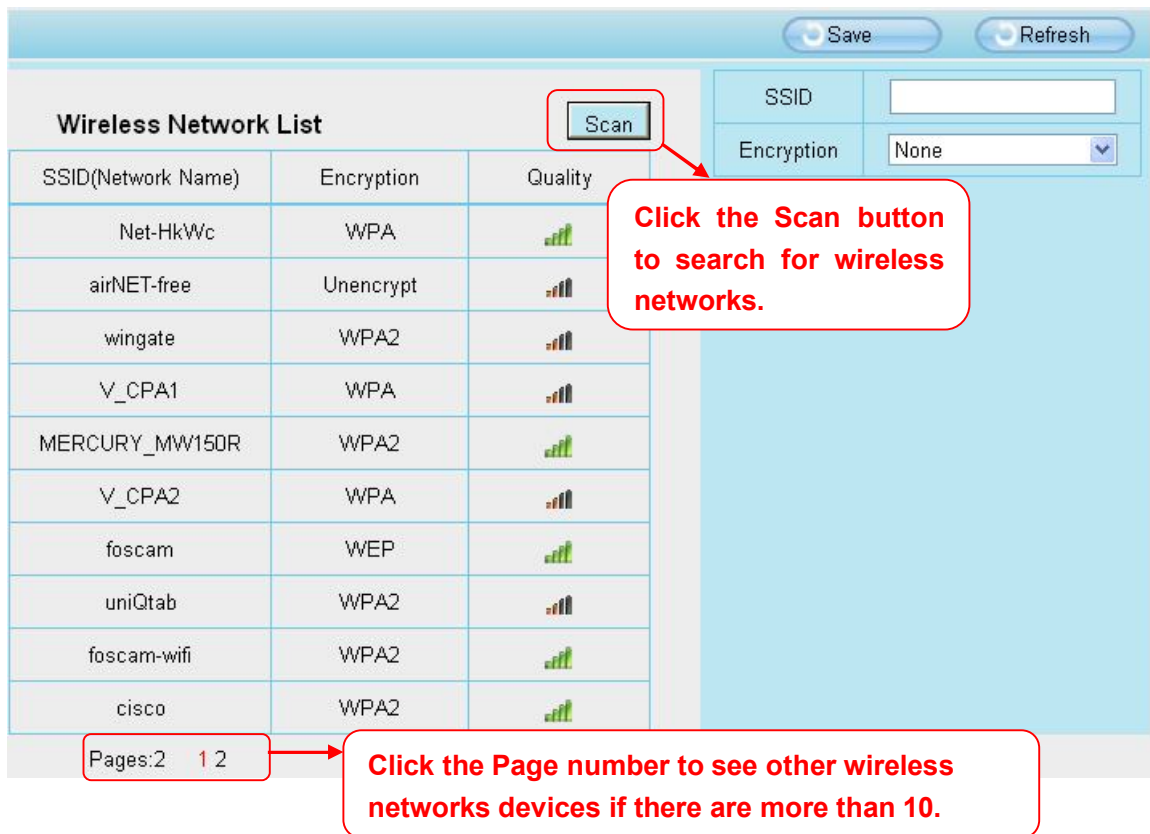 Save Refresh
SSID
Wireless Network List Scan
Encryption None
SSID(Network Name) Encryption Quality
Click the Scan button
to search for wireless
networks.
Net-HkWc WPA
airNET-free Unencrypt
wingate WPA2
V_CPA1 WPA
MERCURY_MW150R WPA2
V_CPA2 WPA
foscam WEP
uniQtab WPA2
foscam-wifi WPA2
cisco WPA2
Pages:2 1 2
Click the Page number to see other wireless
networks devices if there are more than 10.